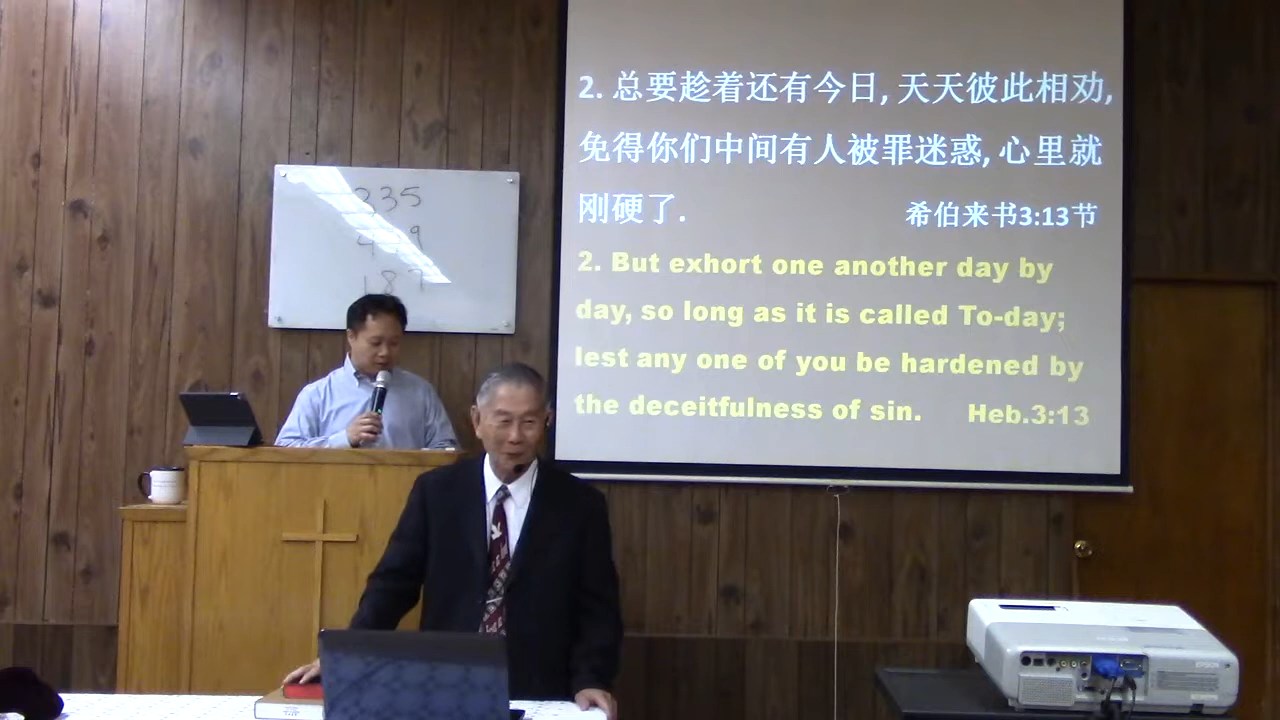 2. 总要趁着还有今日, 天天彼此相劝,
免得你们中间有人被罪迷惑, 心里就
刚硬了.
希伯来书3:13节
2. But exhort one another day by
day, so long as it is called To-day;
lest any one of you be hardened by
the deceitfulness of sin. Heb.3:13
335
187
EPSON